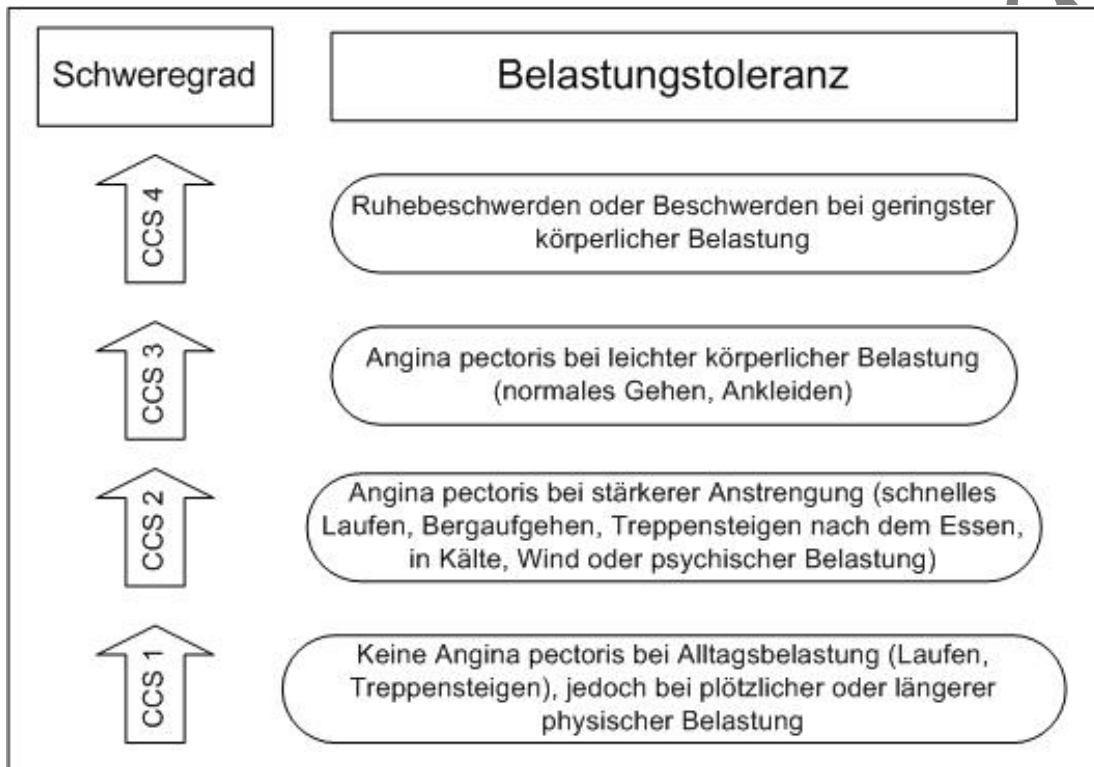 Schweregrad
Belastungstoleranz
CCS 4
Ruhebeschwerden oder Beschwerden bei geringster
körperlicher Belastung
CCS 3
Angina pectoris bei leichter körperlicher Belastung
(normales Gehen, Ankleiden)
CCS 2
Angina pectoris bei stärkerer Anstrengung (schnelles
Laufen, Bergaufgehen, Treppensteigen nach dem Essen,
in Kälte, Wind oder psychischer Belastung)
CCS 1
Keine Angina pectoris bei Alltagsbelastung (Laufen,
Treppensteigen), jedoch bei plötzlicher oder längerer
physischer Belastung